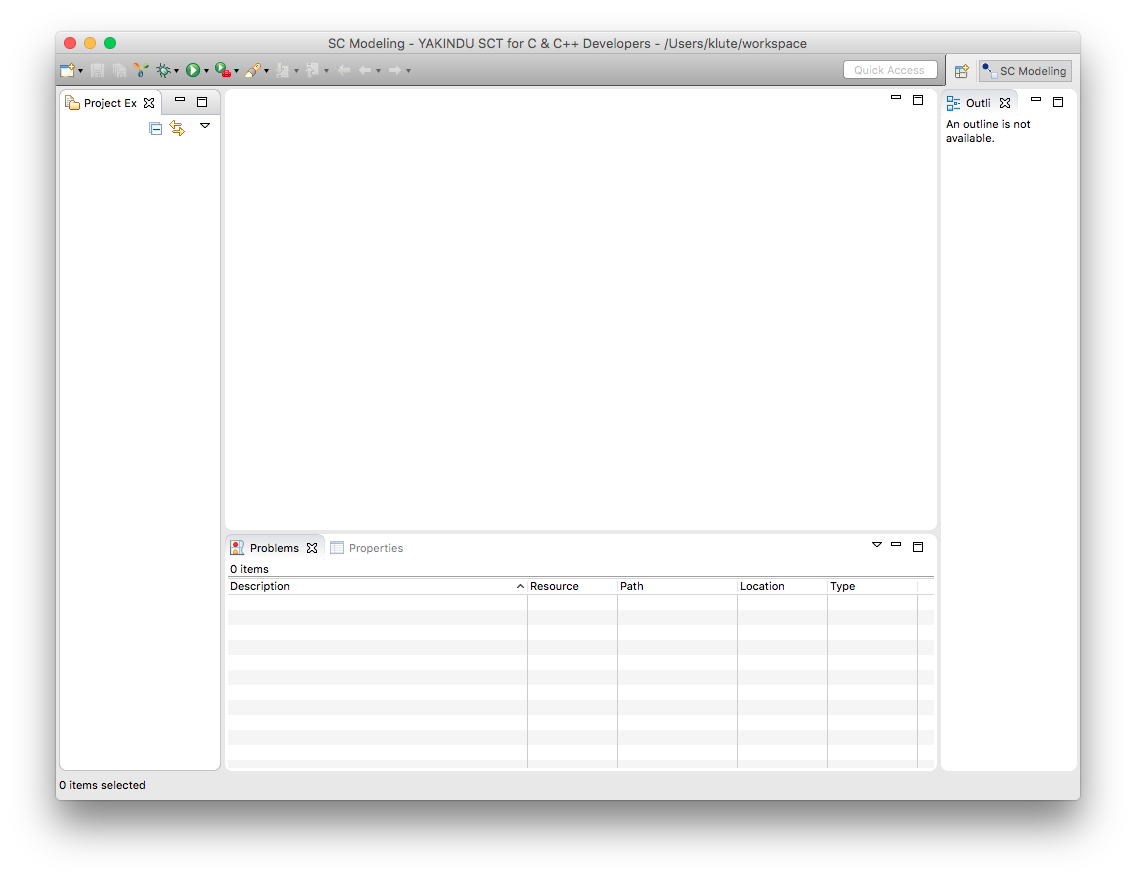 SC Modeling - YAKINDU SCT for C & C++ Developers - /Users/klute/workspace
Quick Access
SC Modeling
Project Ex
Outli
An outline is not
available.
Problems
Properties
0 items
Description
Resource
Path
Location
Type
0 items selected